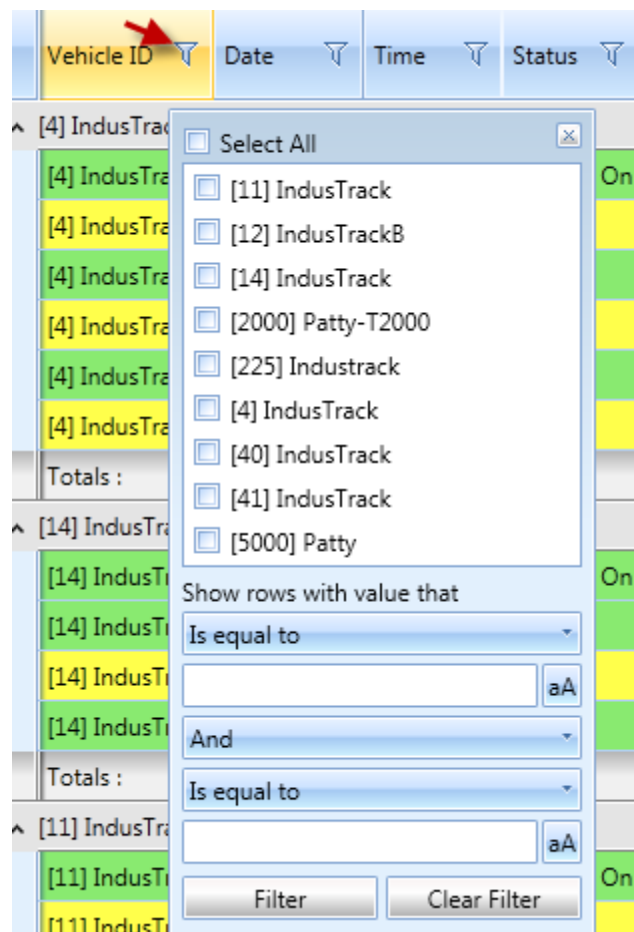 Vehicle ID Date Time Status
[4] IndusTrac
Select All
[4] IndusTra On
[11] IndusTrack
[4] IndusTra
[12] IndusTrackB
[4] IndusTra
[14] IndusTrack
[4] IndusTra
[2000] Patty-T2000
[4] IndusTra
[225] Industrack
[4] IndusTra
[4] IndusTrack
[40] IndusTrack
Totals :
[41] IndusTrack
[14] IndusTra
[5000] Patty
[14] IndusTr On
Show rows with value that
[14] IndusTr
Is equal to
[14] IndusTr
aA
[14] IndusTr
And
Totals :
Is equal to
[11] IndusTra
aA
[11] IndusTr On
Filter Clear Filter
[11] IndusTr